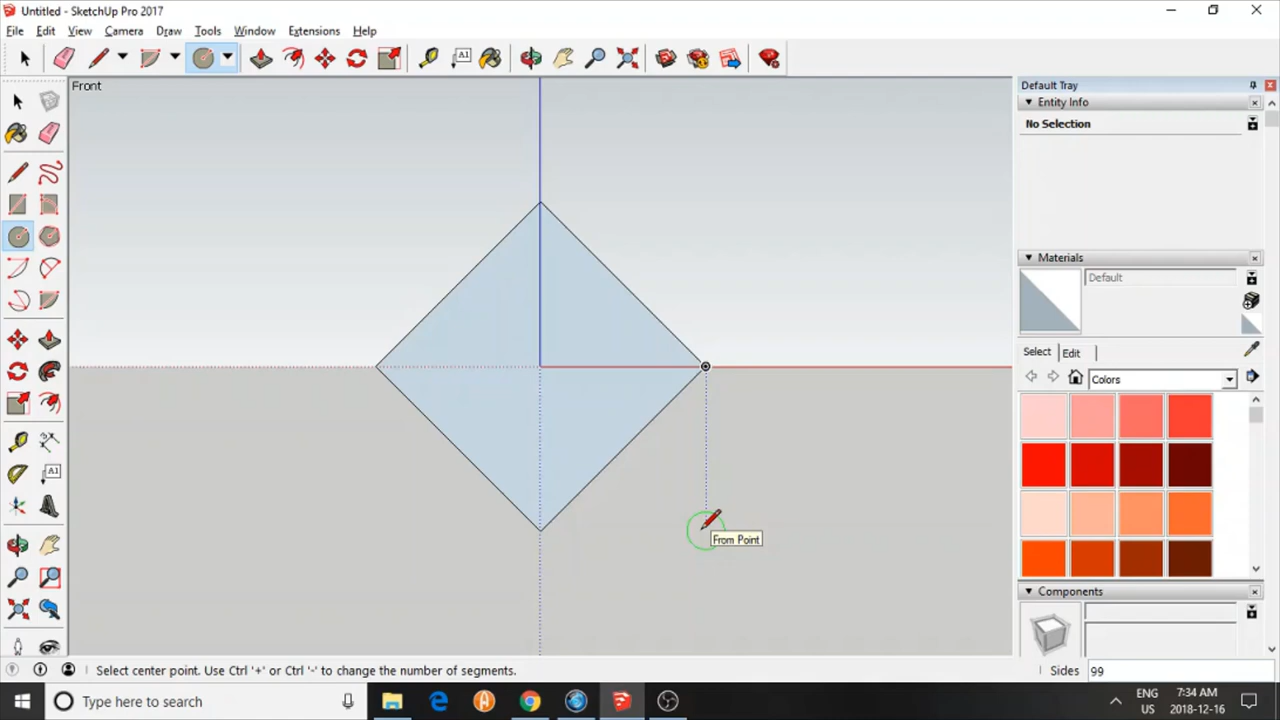 Untitled - SketchUp Pro 2017
File Edit View Camera Draw Tools Window Extensions Help
A1
Front
Default Tray
Entity Info
No Selection
Materials
Default
Select Edit
Colors
A1
From Point
Components
Select center point. Use Ctrl '+' or Ctrl '-' to change the number of segments.
Sides 99
Type here to search
ENG
US
7:34 AM
2018-12-16